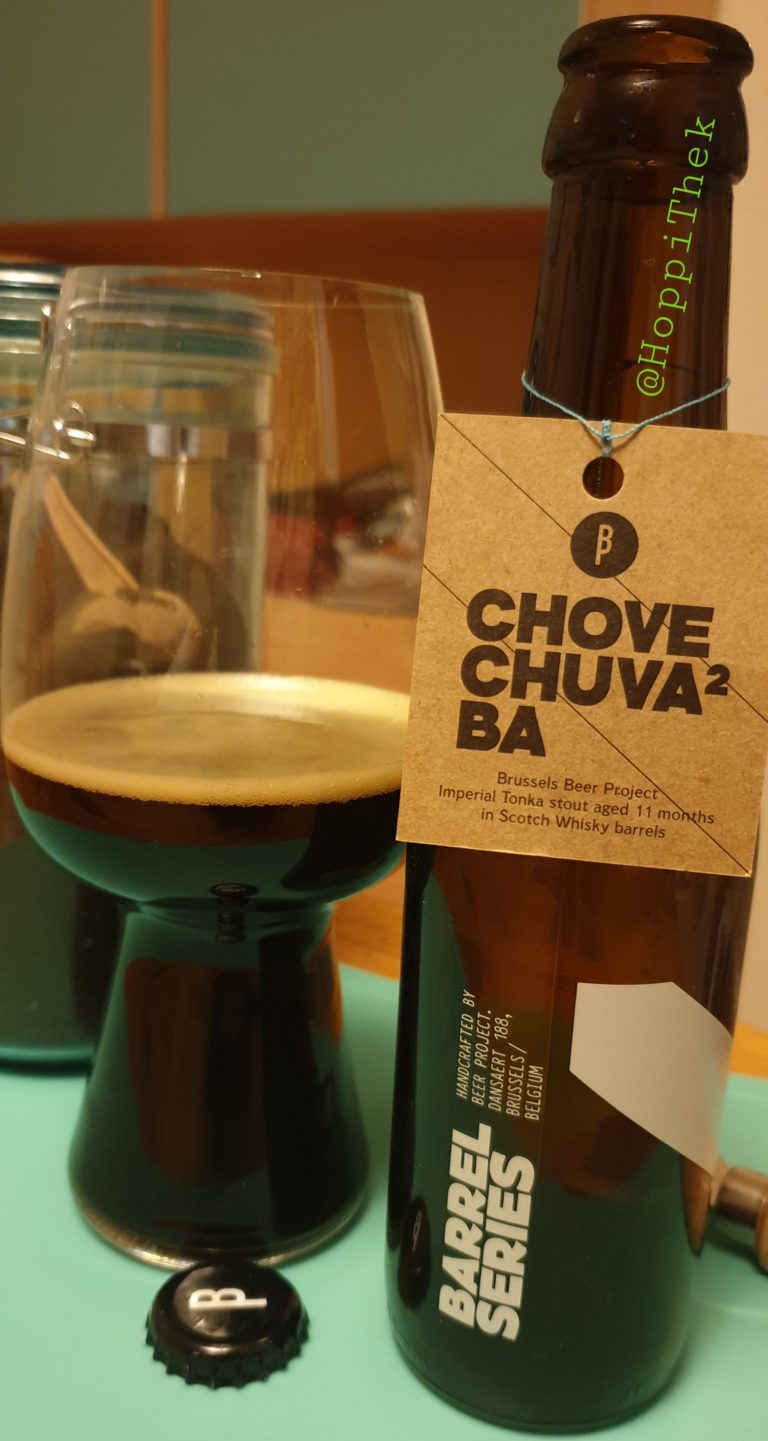 @HoppiThek
β
CHOVE
CHUVA²
BA
Brussels Beer Project
Imperial Tonka stout aged 11 months
in Scotch Whisky barrels
HANDCRAFTED BY
BEER PROJECT.
DANSAERT 188,
BRUSSELS/
BELGIUM
BARREL
SERIES
β